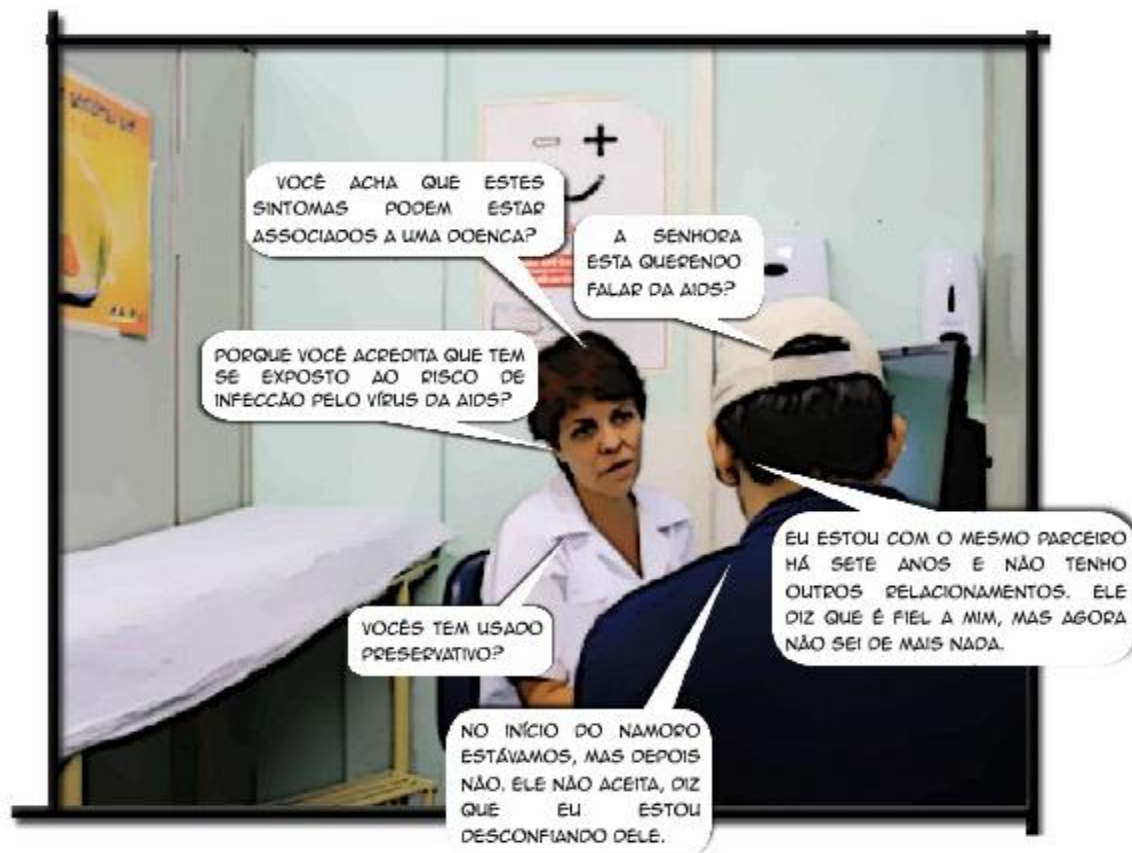 VOCÊ ACHA QUE ESTES
SINTOMAS PODEM ESTAR
ASSOCIADOS A UMA DOENCA?
A SENHORA
ESTA QUERENDO
FALAR DA AIDS?
PORQUE VOCÊ ACREDITA QUE TEM
SE EXPOSTO AO RISCO DE
INFECCÃO PELO VÍRUS DA AIDS?
EU ESTOU COM O MESMO PARCEIRO
HÁ SETE ANOS E NÃO TENHO
OUTROS RELACIONAMENTOS. ELE
DIZ QUE É FIEL A MIM, MAS AGORA
NÃO SEI DE MAIS NADA.
VOCÊS TEM USADO
PRESERVATIVO?
NO INÍCIO DO NAMORO
ESTÁVAMOS, MAS DEPOIS
NÃO. ELE NÃO ACEITA, DIZ
QUE EU ESTOU
DESCONFIANDO DELE.